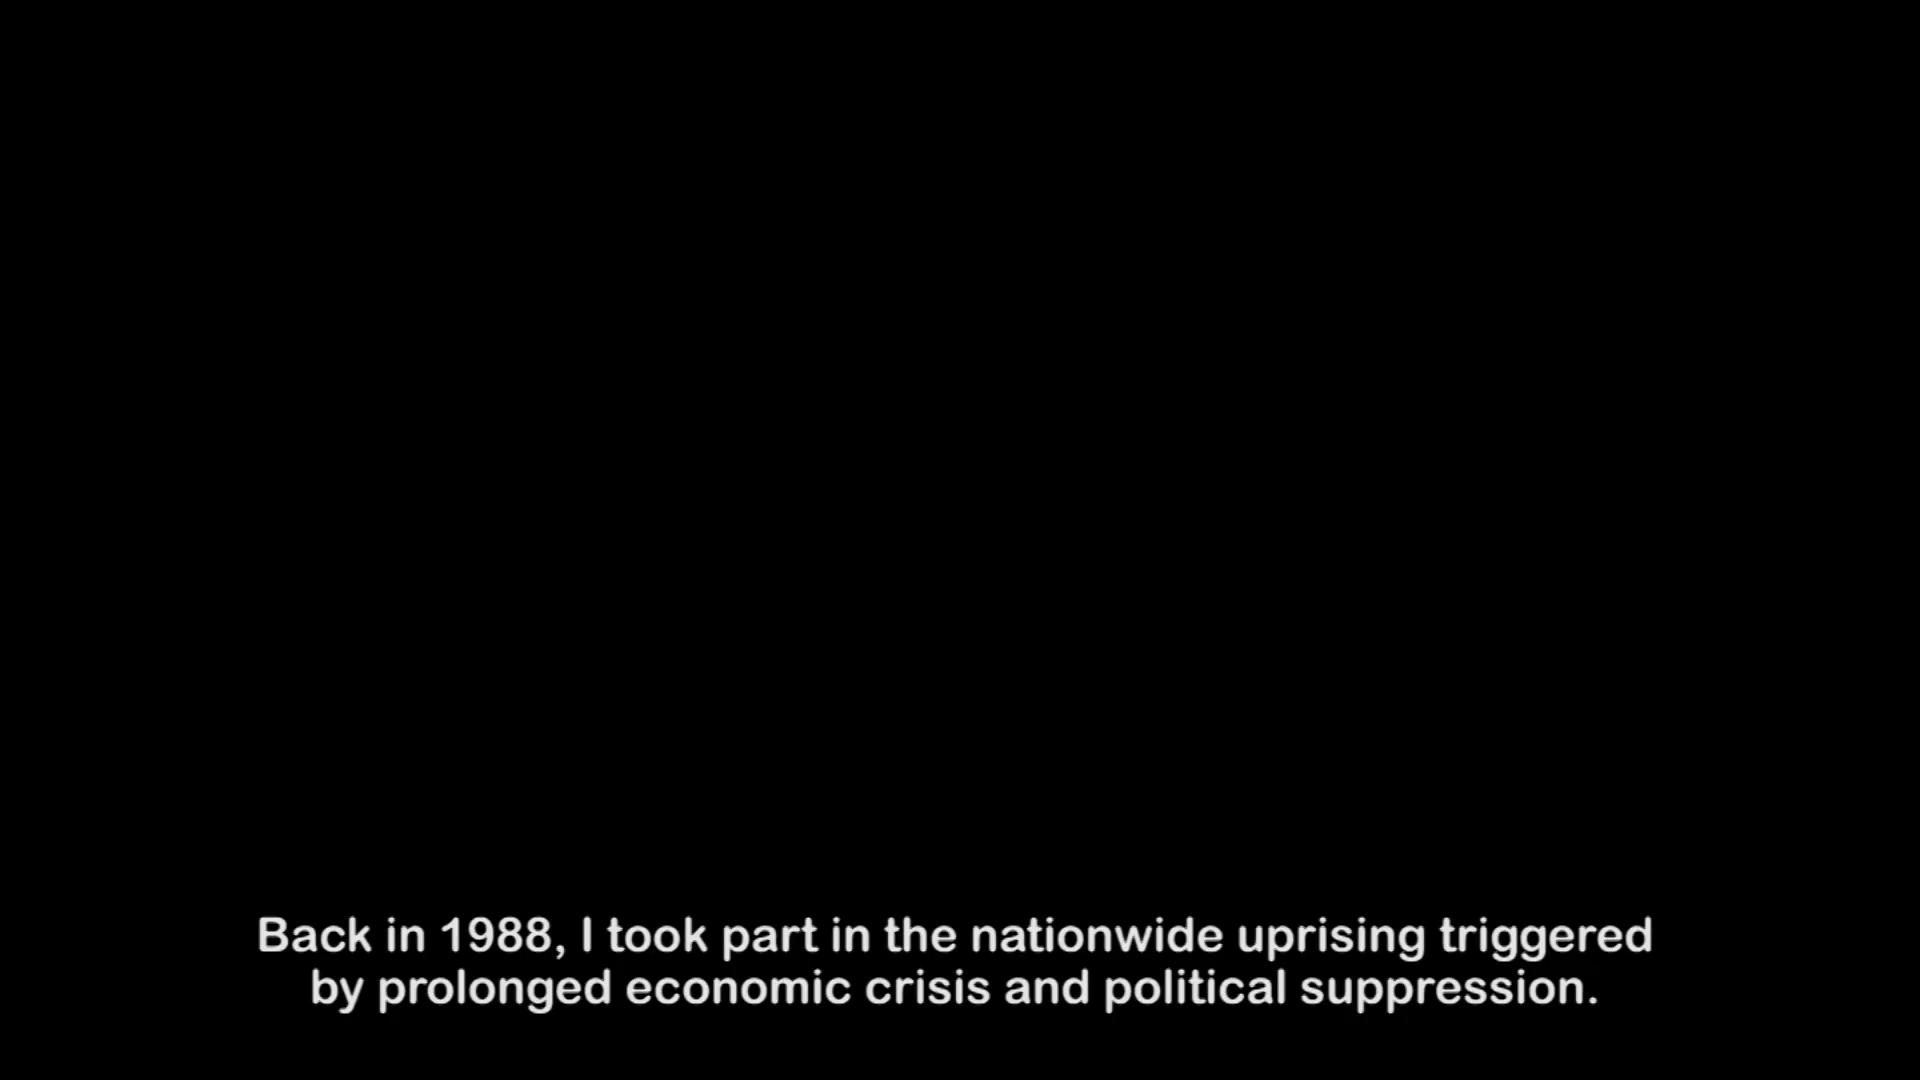 Back in 1988, I took part in the nationwide uprising triggered
by prolonged economic crisis and political suppression.